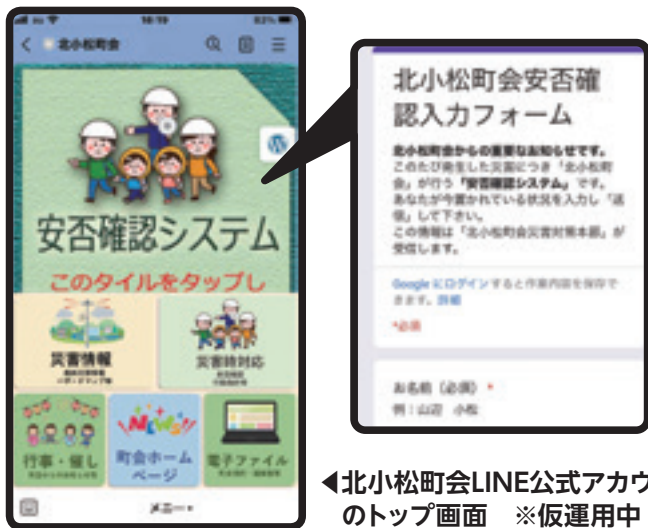 16:19
82%
北小松町会
安否確認システム
このタイルをタップし
災害情報
災害時対応
行事・催し
NEWS!!
町会ホーム
ページ
電子ファイル
メニュー
北小松町会安否確
認入力フォーム
北小松町会からの重要なお知らせです。
このたび発生した災害につき「北小松町
会」が行う「安否確認システム」です。
あなたが今置かれている状況を入力し「送
信」して下さい。
この情報は「北小松町会災害対策本部」が
受信します。
Google にログインすると作業内容を保存で
きます。詳細
*必須
お名前（必須） *
例：山辺 小松
◀北小松町会LINE公式アカウ
のトップ画面 ※仮運用中